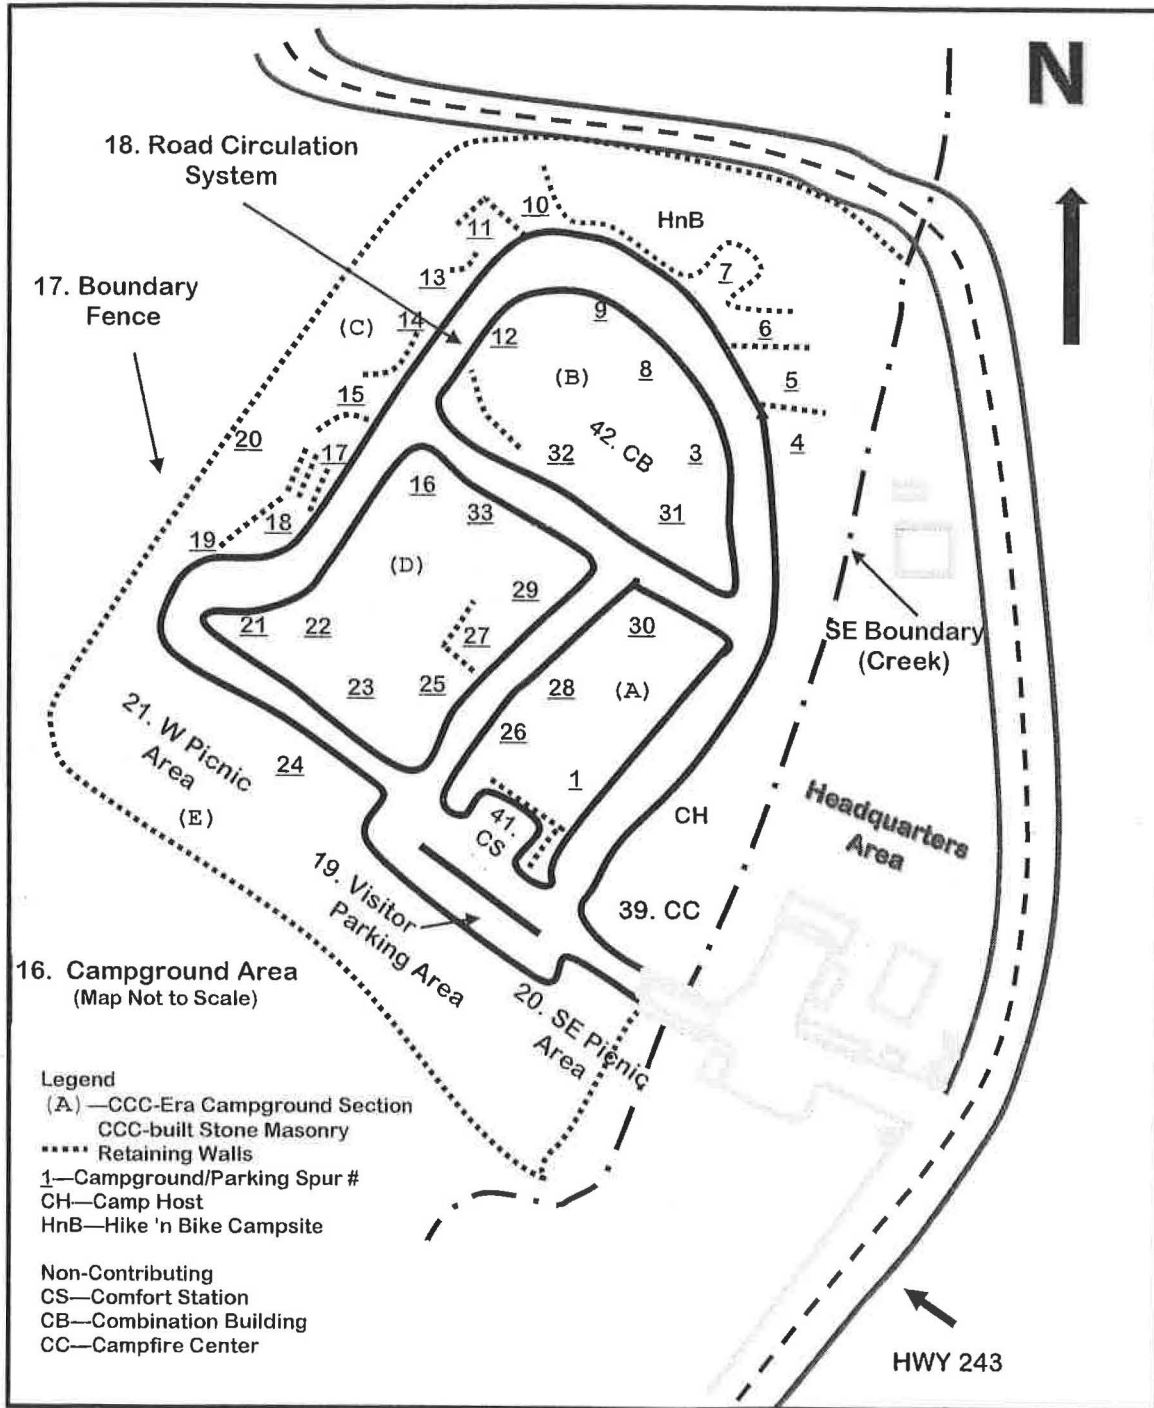 N
18. Road Circulation
System
10
HnB
11
7
13
17. Boundary
Fence
(C)
14
12
9
6
(B)
8
5
15
42. CB
20
17
32
3
4
16
31
33
18
19
(D)
29
21
22
27
30
SE Boundary
(Creek)
23
25
28
(A)
26
21. W Picnic
Area
24
1
(E)
41.
CS
CH
Headquarters
Area
19. Visitor
Parking Area
39. CC
16. Campground Area
(Map Not to Scale)
20. SE Picnic
Area
Legend
(A) —CCC-Era Campground Section
CCC-built Stone Masonry
Retaining Walls
1—Campground/Parking Spur #
CH—Camp Host
HnB—Hike 'n Bike Campsite
Non-Contributing
CS—Comfort Station
CB—Combination Building
CC—Campfire Center
HWY 243